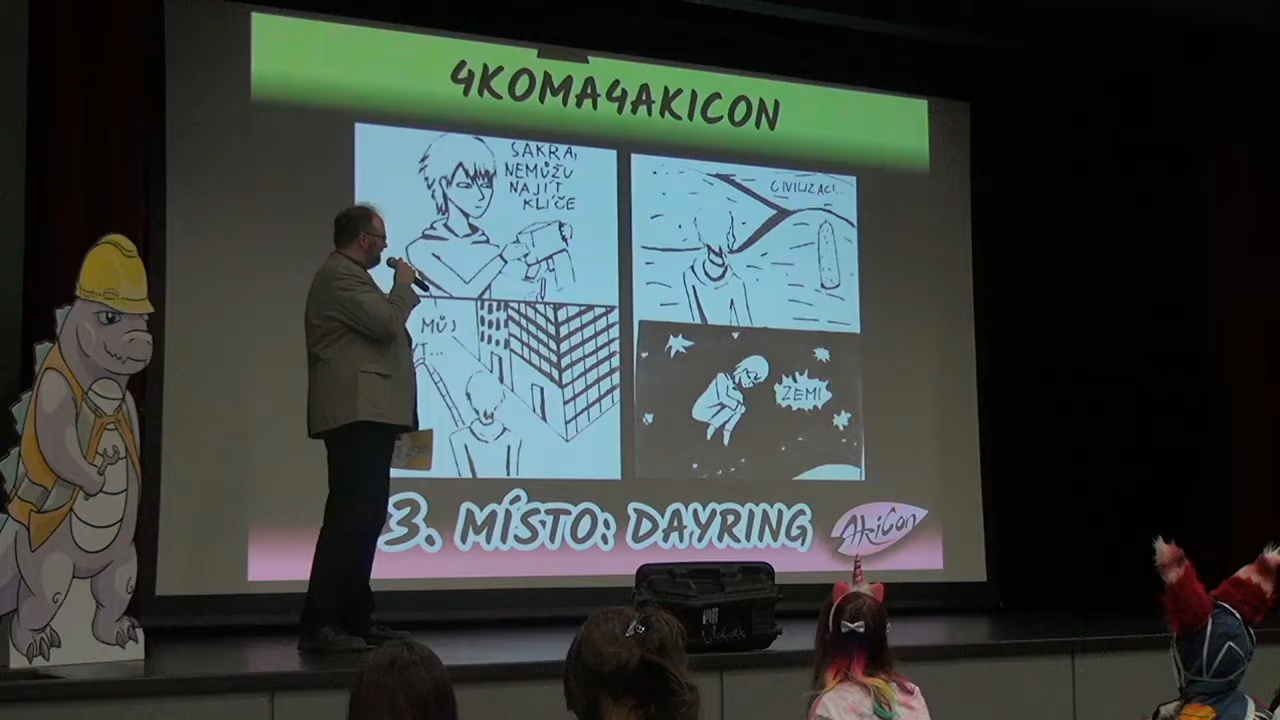 4KOMA4AKICON
SAKRA,
NEMŮŽU
NAJÍT
KLÍČE
CIVILIZACI...
MŮJ
ZEMI
3. MÍSTO: DAYRING
AkiCon